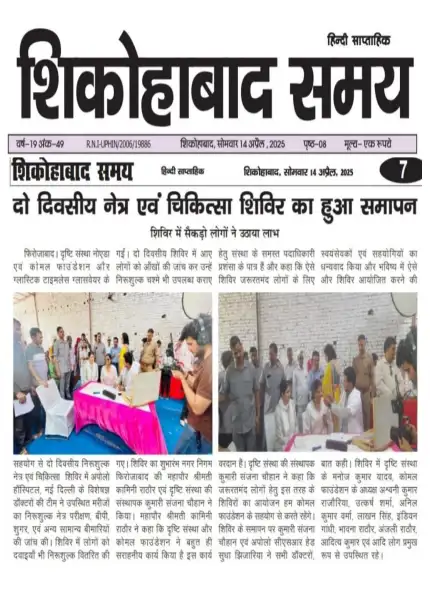 हिन्दी साप्ताहिक
शिकोहाबाद समय
वर्ष-19 अंक-49 R.N.I-UPHIN/2006/19886 शिकोहाबाद, सोमवार 14 अप्रैल, 2025 पृष्ठ-08 मूल्य- एक रूपये
शिकोहाबाद समय हिन्दी साप्ताहिक शिकोहाबाद, सोमवार 14 अप्रैल, 2025 7
दो दिवसीय नेत्र एवं चिकित्सा शिविर का हुआ समापन
शिविर में सैकड़ो लोगों ने उठाया लाभ
फिरोजाबाद। दृष्टि संस्था नोएडा
एवं कोमल फाउंडेशन और
ग्लास्टिक टाइमलेस ग्लासवेयर के
सहयोग से दो दिवसीय निरूशुल्क
नेत्र एवं चिकित्सा शिविर में अपोलो
हॉस्पिटल, नई दिल्ली के विशेषज्ञ
डॉक्टरों की टीम ने उपस्थित मरीजों
का निरूशुल्क नेत्र परीक्षण, बीपी,
शुगर, एवं अन्य सामान्य बीमारियों
की जांच की। शिविर में लोगों को
दवाइयाँ भी निरूशुल्क वितरित की
गईं। दो दिवसीय शिविर में आए
लोगों को आँखों की जांच कर उन्हें
निरूशुल्क चश्मे भी उपलब्ध कराए
गए। शिविर का शुभारंभ नगर निगम
फिरोजाबाद की महापौर श्रीमती
कामिनी राठौर एवं दृष्टि संस्था की
संस्थापक कुमारी संजना चौहान ने
किया। महापौर श्रीमती कामिनी
राठौर ने कहा कि दृष्टि संस्था और
कोमल फाउंडेशन ने बहुत ही
सराहनीय कार्य किया है इस कार्य
हेतु संस्था के समस्त पदाधिकारी
प्रशंसा के पात्र है और कहा कि ऐसे
शिविर जरूरतमंद लोगों के लिए
वरदान है। दृष्टि संस्था की संस्थापक
कुमारी संजना चौहान ने कहा कि
जरूरतमंद लोगों हेतु इस तरह के
शिविरों का आयोजन हम कोमल
फाउंडेशन के सहयोग से करते रहेंगे।
शिविर के समापन पर कुमारी संजना
चौहान एवं अपोलो सीएसआर हेड
सुधा झिजारिया ने सभी डॉक्टरों,
स्वयंसेवकों एवं सहयोगियों का
धन्यवाद किया और भविष्य में ऐसे
और शिविर आयोजित करने की
बात कही। शिविर में दृष्टि संस्था
के मनोज कुमार यादव, कोमल
फाउंडेशन के अध्यक्ष अश्वनी कुमार
राजौरिया, उत्कर्ष शर्मा, अनिल
कुमार वर्मा, लाखन सिंह, इंडियन
गांधी, भावना राठौर, अंजली राठौर,
आदित्य कुमार एवं आदि लोग प्रमुख
रूप से उपस्थित रहे।